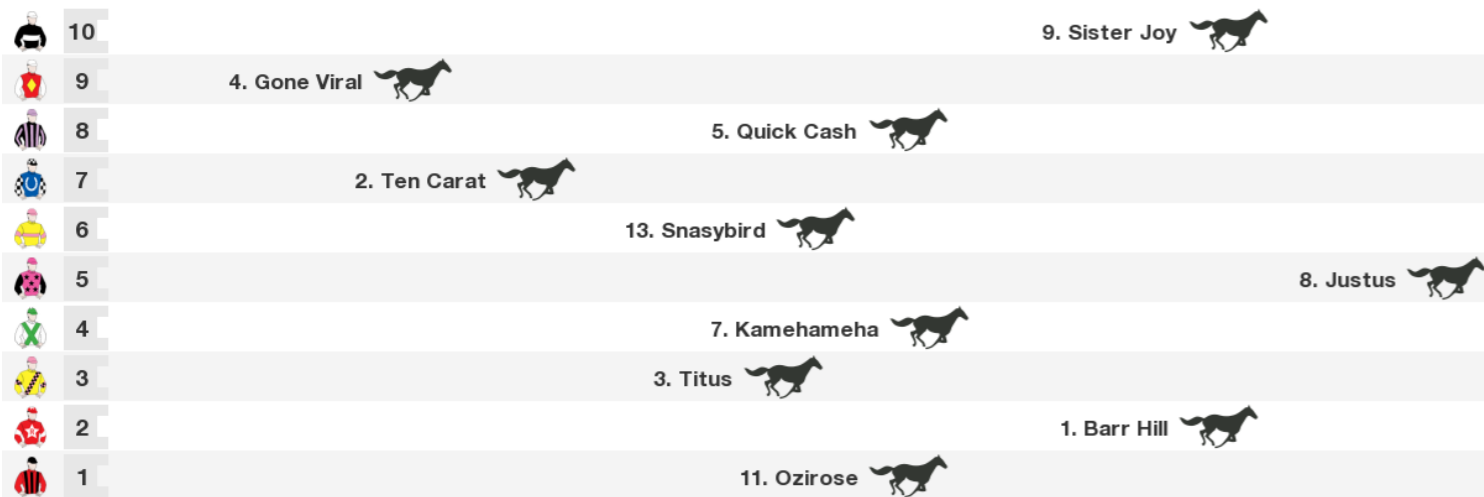 10 9. Sister Joy
9 4. Gone Viral
8 5. Quick Cash
7 2. Ten Carat
6 13. Snasybird
5 8. Justus
4 7. Kamehameha
3 3. Titus
2 1. Barr Hill
1 11. Ozirose